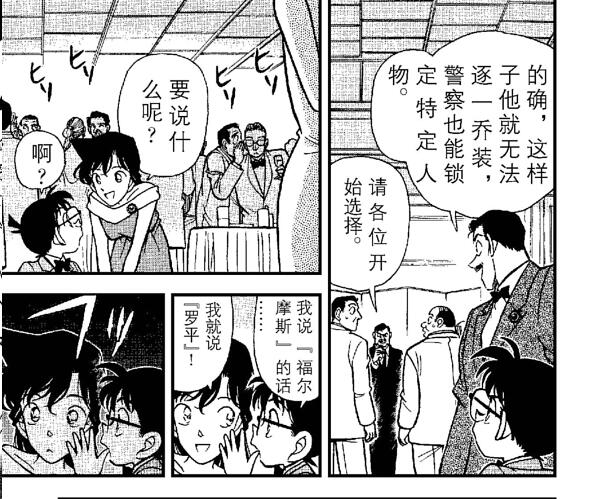 的确，这样
子他就无法
逐一乔装，
警察也能锁
定特定人
物。
请各位开
始选择。
ヒソ
ヒソ
ヒソ
要说什
么呢？
啊？
我说『福尔
摩斯』的话
……
我就说
『罗平』！